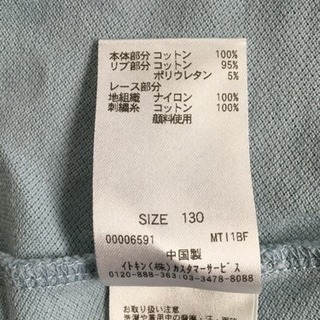 本体部分 コットン 100%
リブ部分 コットン 95%
ポリウレタン 5%
レース部分
地組織 ナイロン 100%
刺繍糸 コットン 100%
顔料使用
SIZE 130
00006591 MTI1BF
中国製
イトキン(株)カスタマーサービス
0120-888-363:03-3478-8088
お取り扱い注意